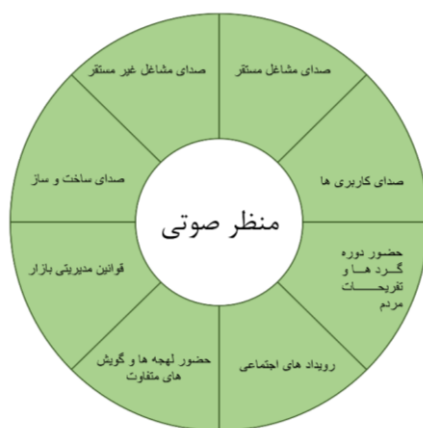 صدای مشاغل مستقر
صدای کاربری ها
حضور دوره
گرد ها و
تفریحات
مردم
رویداد های اجتماعی
حضور لهجه ها و گویش
های متفاوت
قوانین مدیریتی بازار
صدای ساخت و ساز
صدای مشاغل غیر مستقر
منظر صوتی